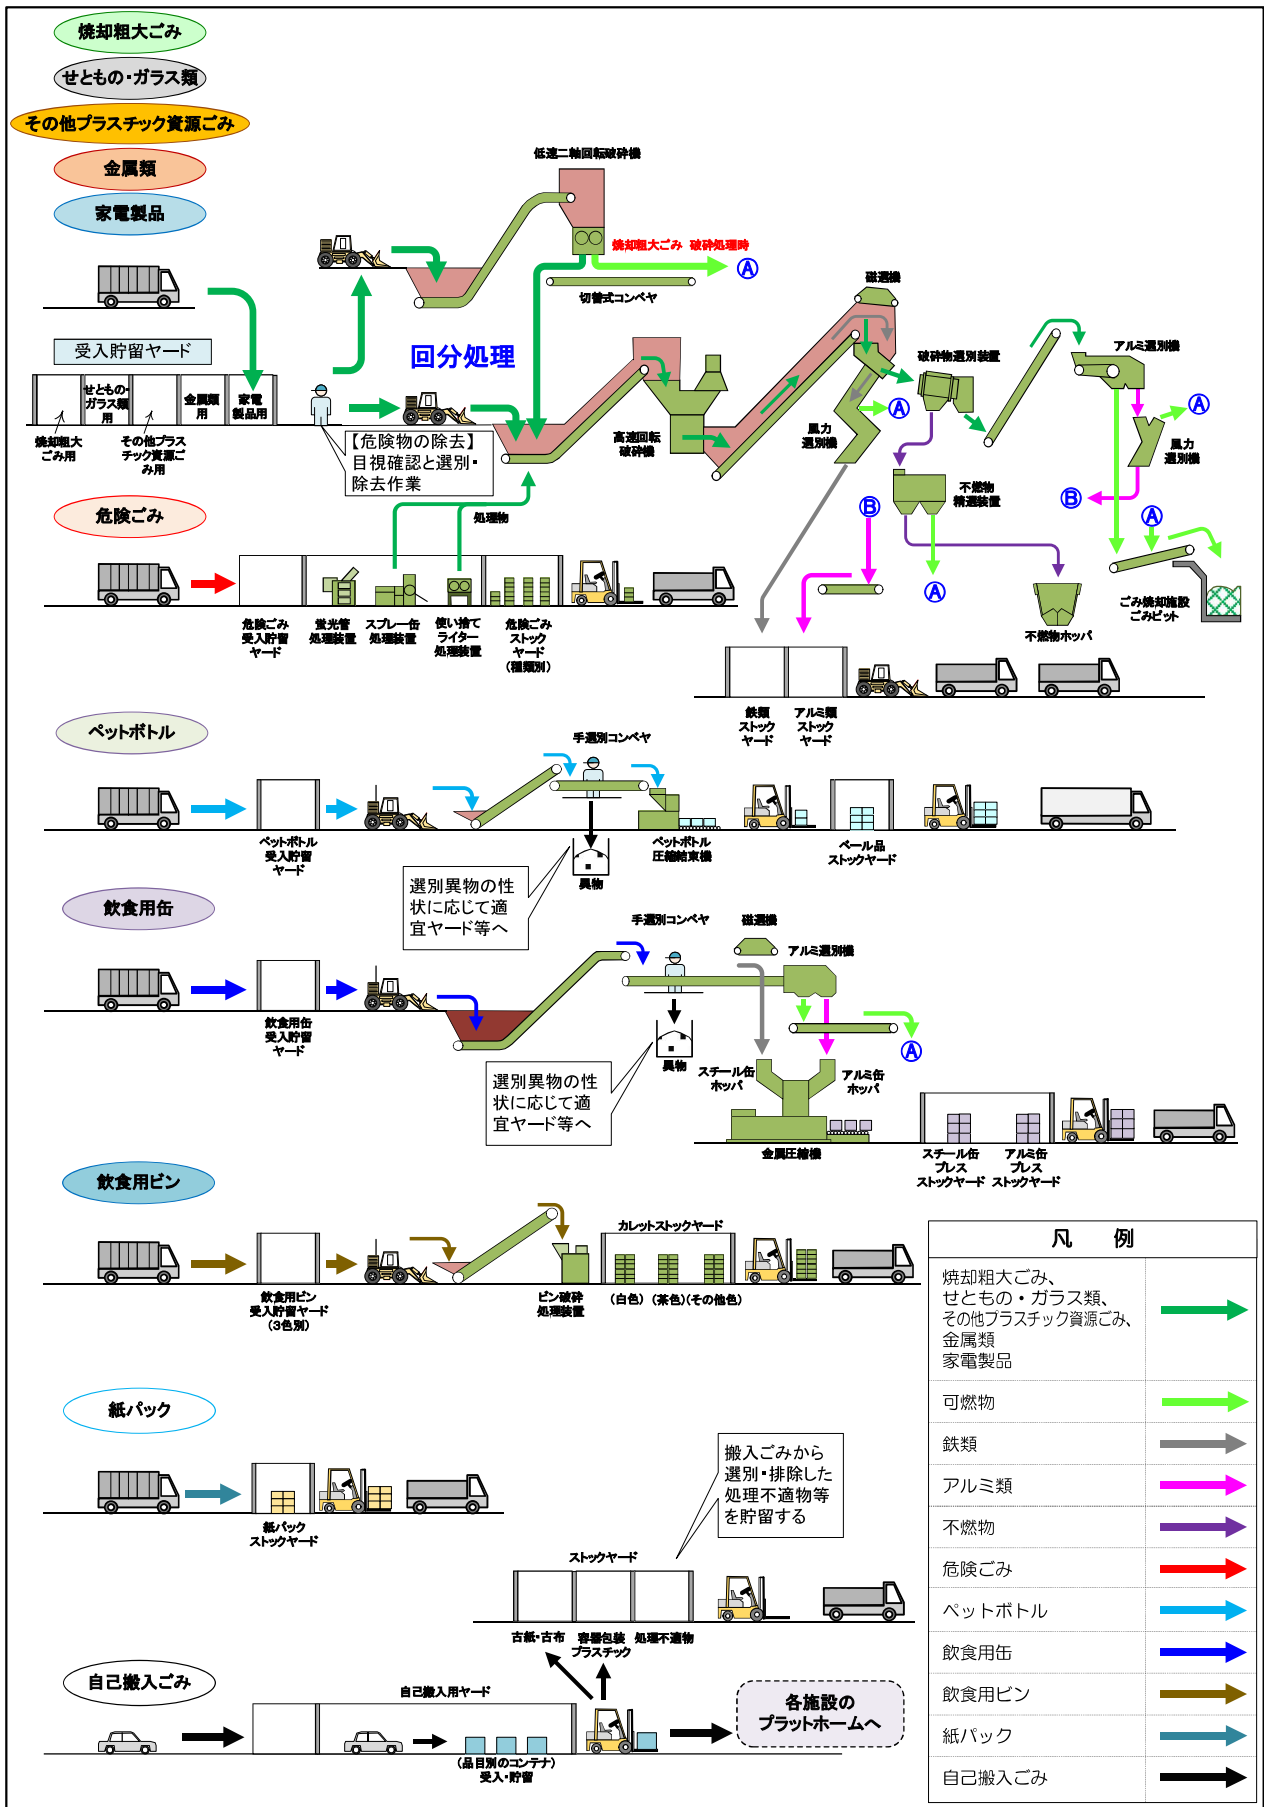 焼却粗大ごみ
せともの・ガラス類
その他プラスチック資源ごみ
金属類
家電製品
低速二軸回転破砕機
焼却粗大ごみ 破砕処理時
Ⓐ
切替式コンベヤ
磁選機
受入貯留ヤード
回分処理
せともの・
ガラス類
用
金属類
用
家電
製品用
焼却粗大
ごみ用
その他プラス
チック資源ご
み用
【危険物の除去】
目視確認と選別・
除去作業
高速回転
破砕機
風力
選別機
Ⓐ
破砕物選別装置
アルミ選別機
Ⓐ
風力
選別機
Ⓑ
不燃物
精選装置
Ⓐ
Ⓑ
Ⓐ
ごみ焼却施設
ごみピット
不燃物ホッパ
処理物
危険ごみ
危険ごみ
受入貯留
ヤード
蛍光管
処理装置
スプレー缶
処理装置
使い捨て
ライター
処理装置
危険ごみ
ストック
ヤード
(種類別)
鉄類
ストック
ヤード
アルミ類
ストック
ヤード
ペットボトル
手選別コンベヤ
ペットボトル
受入貯留
ヤード
異物
ペットボトル
圧縮結束機
ベール品
ストックヤード
選別異物の性
状に応じて適
宜ヤード等へ
飲食用缶
手選別コンベヤ
磁選機
アルミ選別機
飲食用缶
受入貯留
ヤード
異物
Ⓐ
スチール缶
ホッパ
アルミ缶
ホッパ
選別異物の性
状に応じて適
宜ヤード等へ
金属圧縮機
スチール缶
プレス
ストックヤード
アルミ缶
プレス
ストックヤード
飲食用ビン
カレットストックヤード
飲食用ビン
受入貯留ヤード
(3色別)
ビン破砕
処理装置
(白色) (茶色)(その他色)
紙パック
紙パック
ストックヤード
搬入ごみから
選別・排除した
処理不適物等
を貯留する
ストックヤード
古紙・古布
容器包装
プラスチック
処理不適物
自己搬入ごみ
自己搬入用ヤード
(品目別のコンテナ)
受入・貯留
各施設の
プラットホームへ
凡 例
焼却粗大ごみ、
せともの・ガラス類、
その他プラスチック資源ごみ、
金属類
家電製品
可燃物
鉄類
アルミ類
不燃物
危険ごみ
ペットボトル
飲食用缶
飲食用ビン
紙パック
自己搬入ごみ